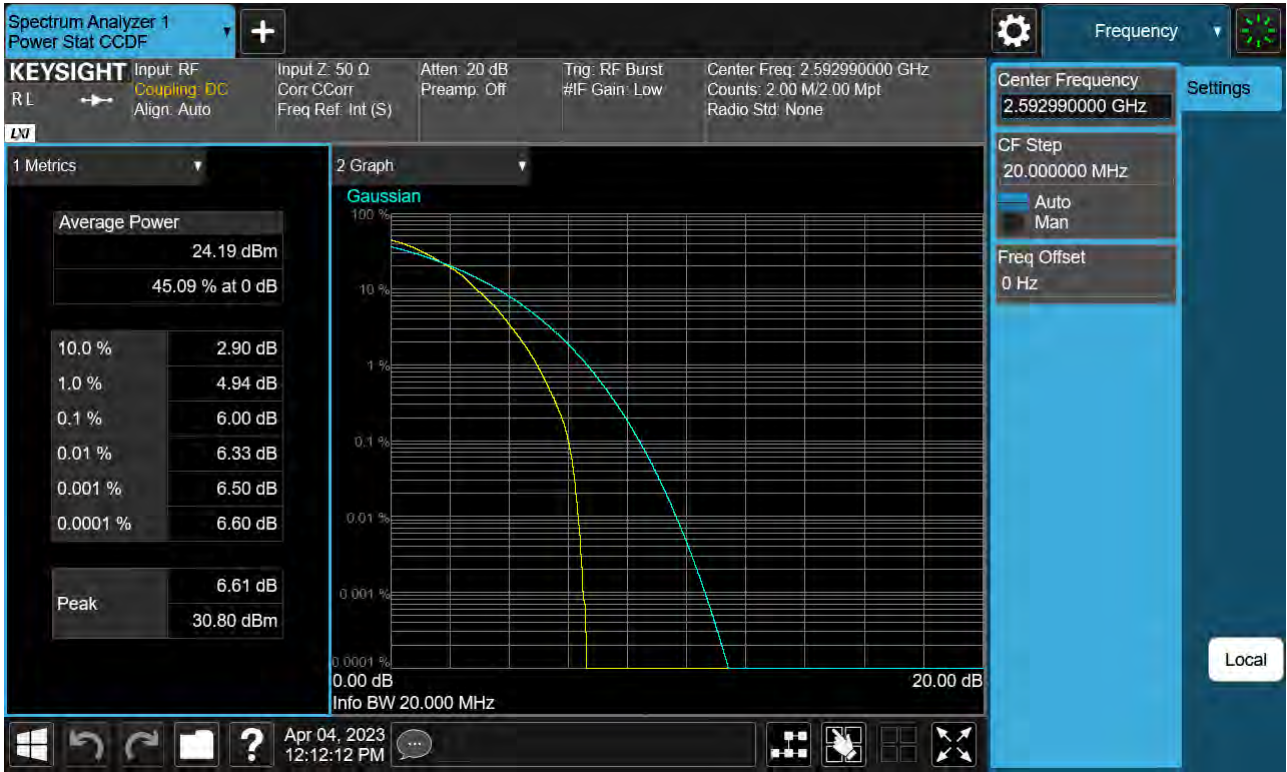 Spectrum Analyzer 1
Power Stat CCDF
Frequency
KEYSIGHT
RL
LXI
Input: RF
Coupling: DC
Align: Auto
Input Z: 50 Ω
Corr CCorr
Freq Ref: Int (S)
Atten: 20 dB
Preamp: Off
Trig: RF Burst
#IF Gain: Low
Center Freq: 2.592990000 GHz
Counts: 2.00 M/2.00 Mpt
Radio Std: None
1 Metrics
Average Power
24.19 dBm
45.09 % at 0 dB
10.0 % 2.90 dB
1.0 % 4.94 dB
0.1 % 6.00 dB
0.01 % 6.33 dB
0.001 % 6.50 dB
0.0001 % 6.60 dB
Peak
6.61 dB
30.80 dBm
2 Graph
Gaussian
100 %
10 %
1 %
0.1 %
0.01 %
0.001 %
0.0001 %
0.00 dB 20.00 dB
Info BW 20.000 MHz
Center Frequency
2.592990000 GHz
CF Step
20.000000 MHz
Auto
Man
Freq Offset
0 Hz
Settings
Local
?
Apr 04, 2023
12:12:12 PM